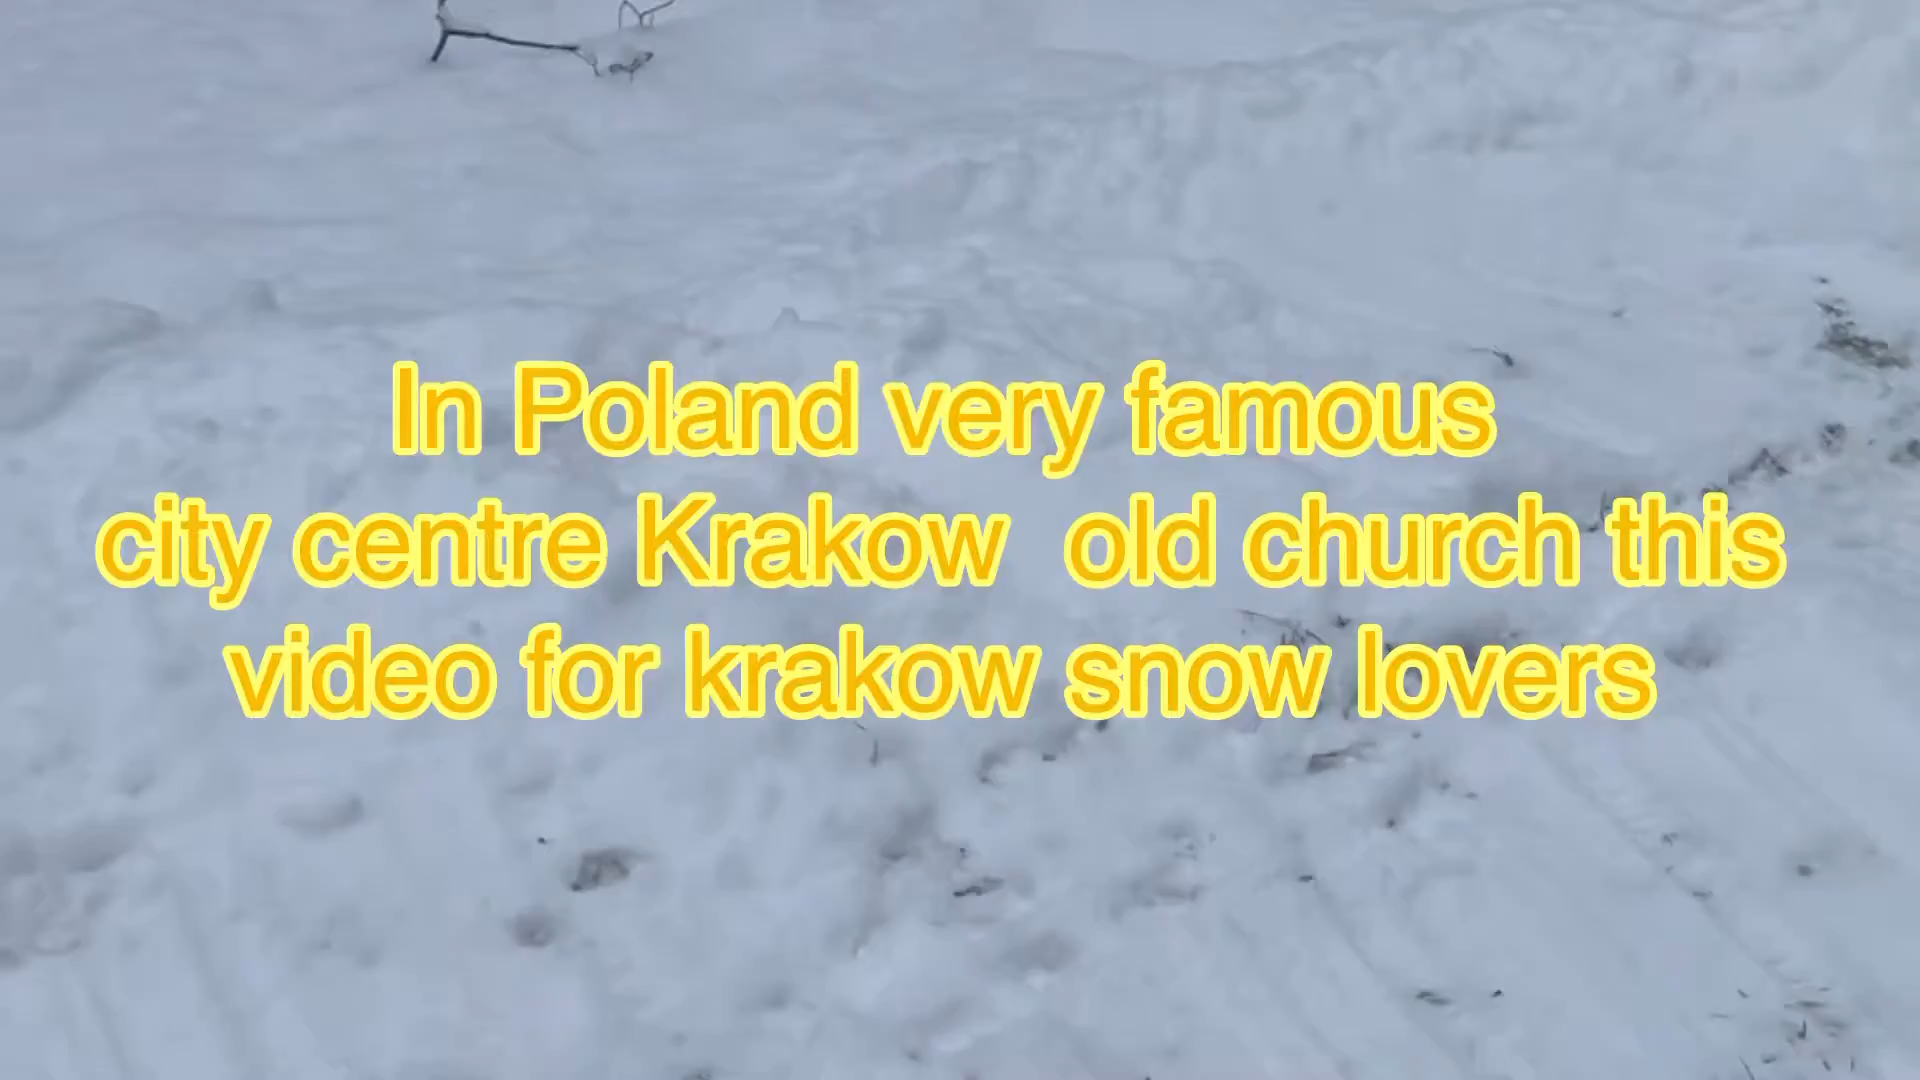 In Poland very famous
city centre Krakow  old church this
video for krakow snow lovers